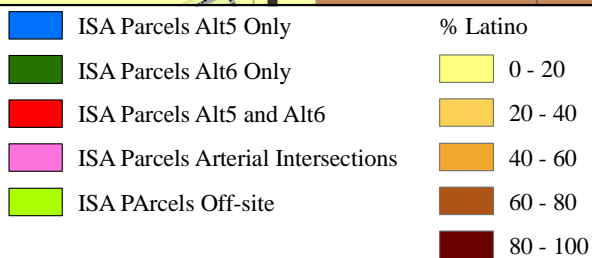 ISA Parcels Alt5 Only
ISA Parcels Alt6 Only
ISA Parcels Alt5 and Alt6
ISA Parcels Arterial Intersections
ISA PArcels Off-site
% Latino
0 - 20
20 - 40
40 - 60
60 - 80
80 - 100